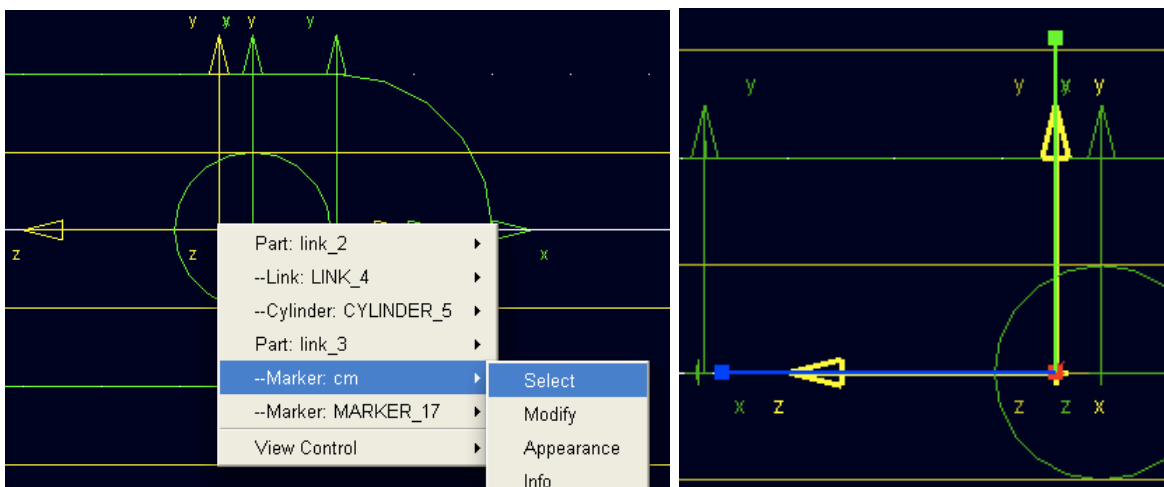 y x y y
z z x
Part: link_2
--Link: LINK_4
--Cylinder: CYLINDER_5
Part: link_3
--Marker: cm
--Marker: MARKER_17
View Control
Select
Modify
Appearance
Info
y y y y
x z z z x